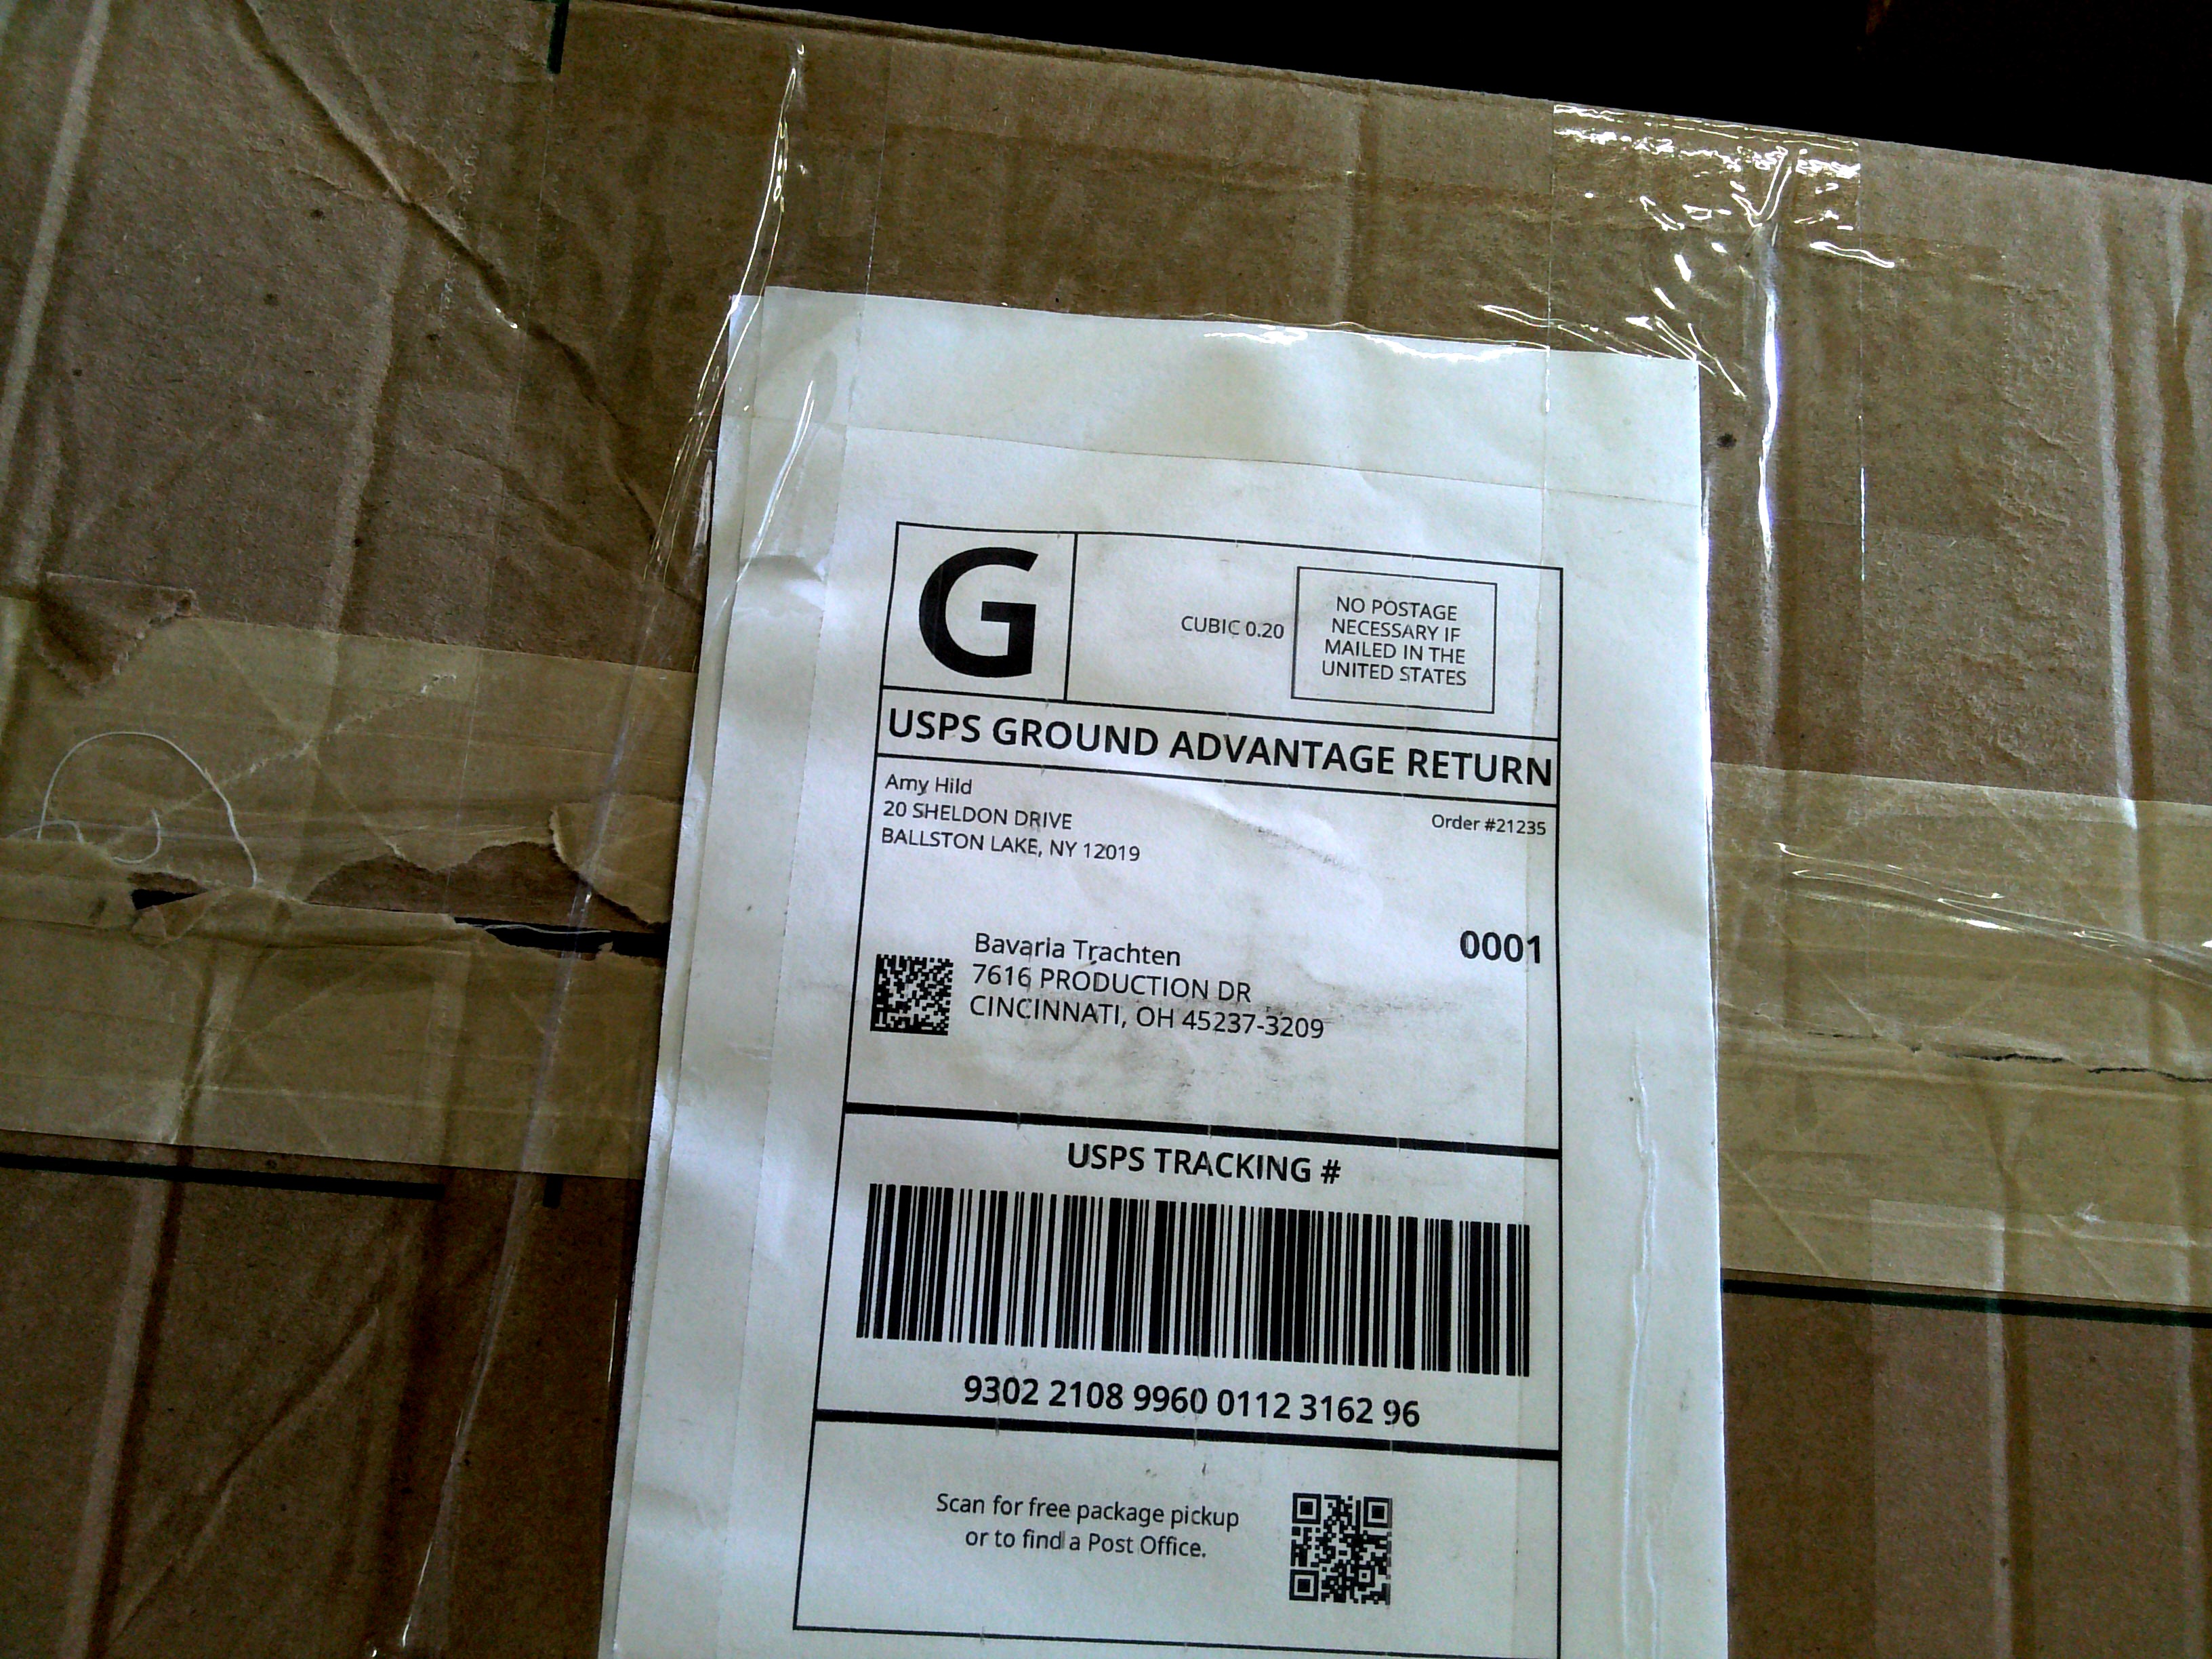 G
CUBIC 0.20
NO POSTAGE
NECESSARY IF
MAILED IN THE
UNITED STATES
USPS GROUND ADVANTAGE RETURN
Amy Hild
20 SHELDON DRIVE
BALLSTON LAKE, NY 12019
Order #21235
0001
Bavaria Trachten
7616 PRODUCTION DR
CINCINNATI, OH 45237-3209
USPS TRACKING #
9302 2108 9960 0112 3162 96
Scan for free package pickup
or to find a Post Office.